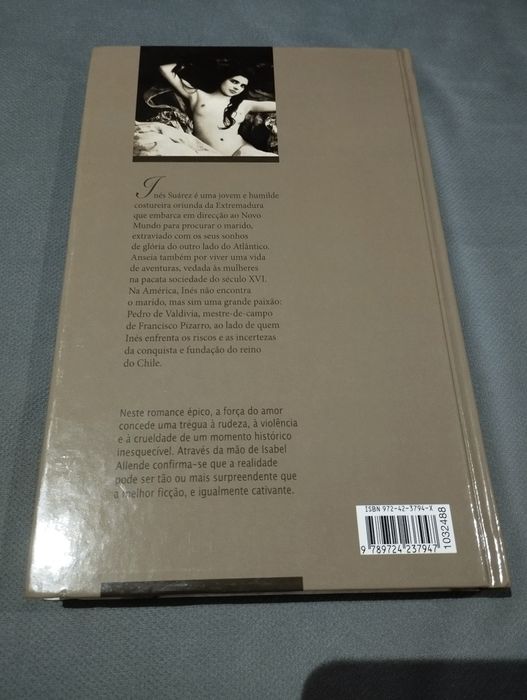 Inés Suárez é uma jovem e humilde
costureira oriunda da Extremadura
que embarca em direcção ao Novo
Mundo para procurar o marido,
extraviado com os seus sonhos
de glória do outro lado do Atlântico.
Anseia também por viver uma vida
de aventuras, vedada às mulheres
na pacata sociedade do século XVI.
Na América, Inés não encontra
o marido, mas sim uma grande paixão:
Pedro de Valdivia, mestre-de-campo
de Francisco Pizarro, ao lado de quem
Inés enfrenta os riscos e as incertezas
da conquista e fundação do reino
do Chile.
Neste romance épico, a força do amor
concede uma trégua à rudeza, à violência
e à crueldade de um momento histórico
inesquecível. Através da mão de Isabel
Allende confirma-se que a realidade
pode ser tão ou mais surpreendente que
a melhor ficção, e igualmente cativante.
ISBN 972-42-3794-X
9 789724 237947
1032488